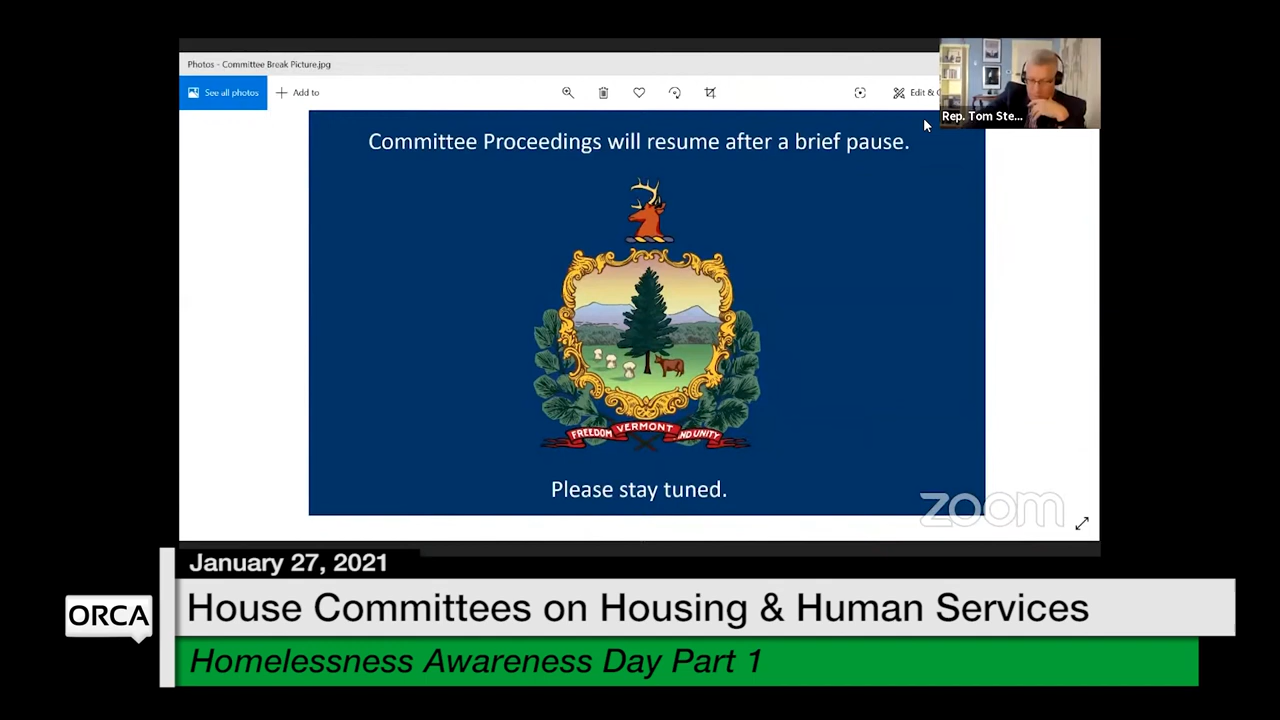 Photos - Committee Break Picture.jpg
See all photos
Add to
Edit & C
Rep. Tom Ste...
Committee Proceedings will resume after a brief pause.
FREEDOM VERMONT AND UNITY
Please stay tuned.
zoom
January 27, 2021
ORCA
House Committees on Housing & Human Services
Homelessness Awareness Day Part 1